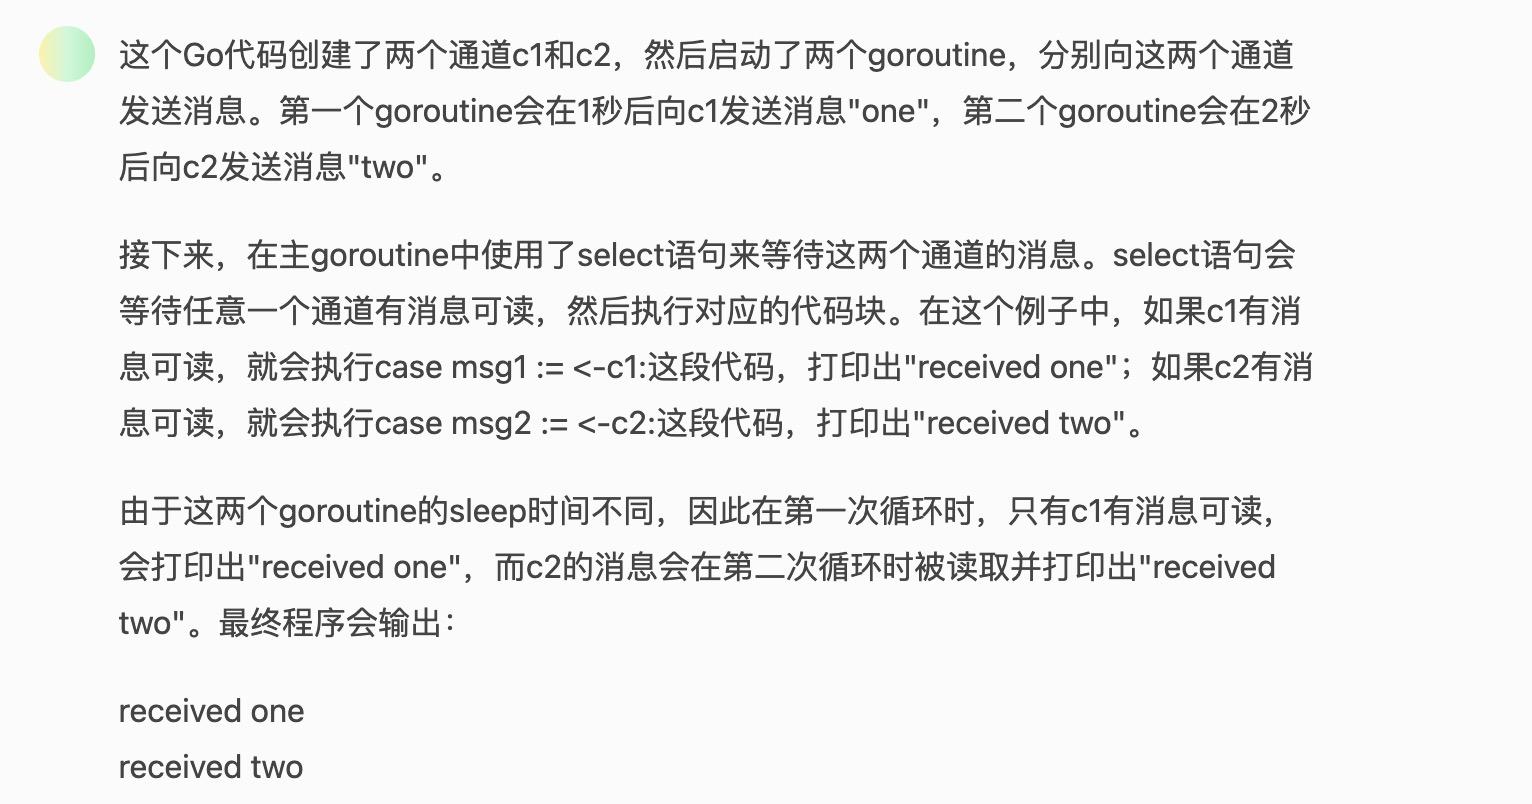 这个Go代码创建了两个通道c1和c2，然后启动了两个goroutine，分别向这两个通道
发送消息。第一个goroutine会在1秒后向c1发送消息"one"，第二个goroutine会在2秒
后向c2发送消息"two"。
接下来，在主goroutine中使用了select语句来等待这两个通道的消息。select语句会
等待任意一个通道有消息可读，然后执行对应的代码块。在这个例子中，如果c1有消
息可读，就会执行case msg1 := <-c1:这段代码，打印出"received one"；如果c2有消
息可读，就会执行case msg2 := <-c2:这段代码，打印出"received two"。
由于这两个goroutine的sleep时间不同，因此在第一次循环时，只有c1有消息可读，
会打印出"received one"，而c2的消息会在第二次循环时被读取并打印出"received
two"。最终程序会输出：
received one
received two